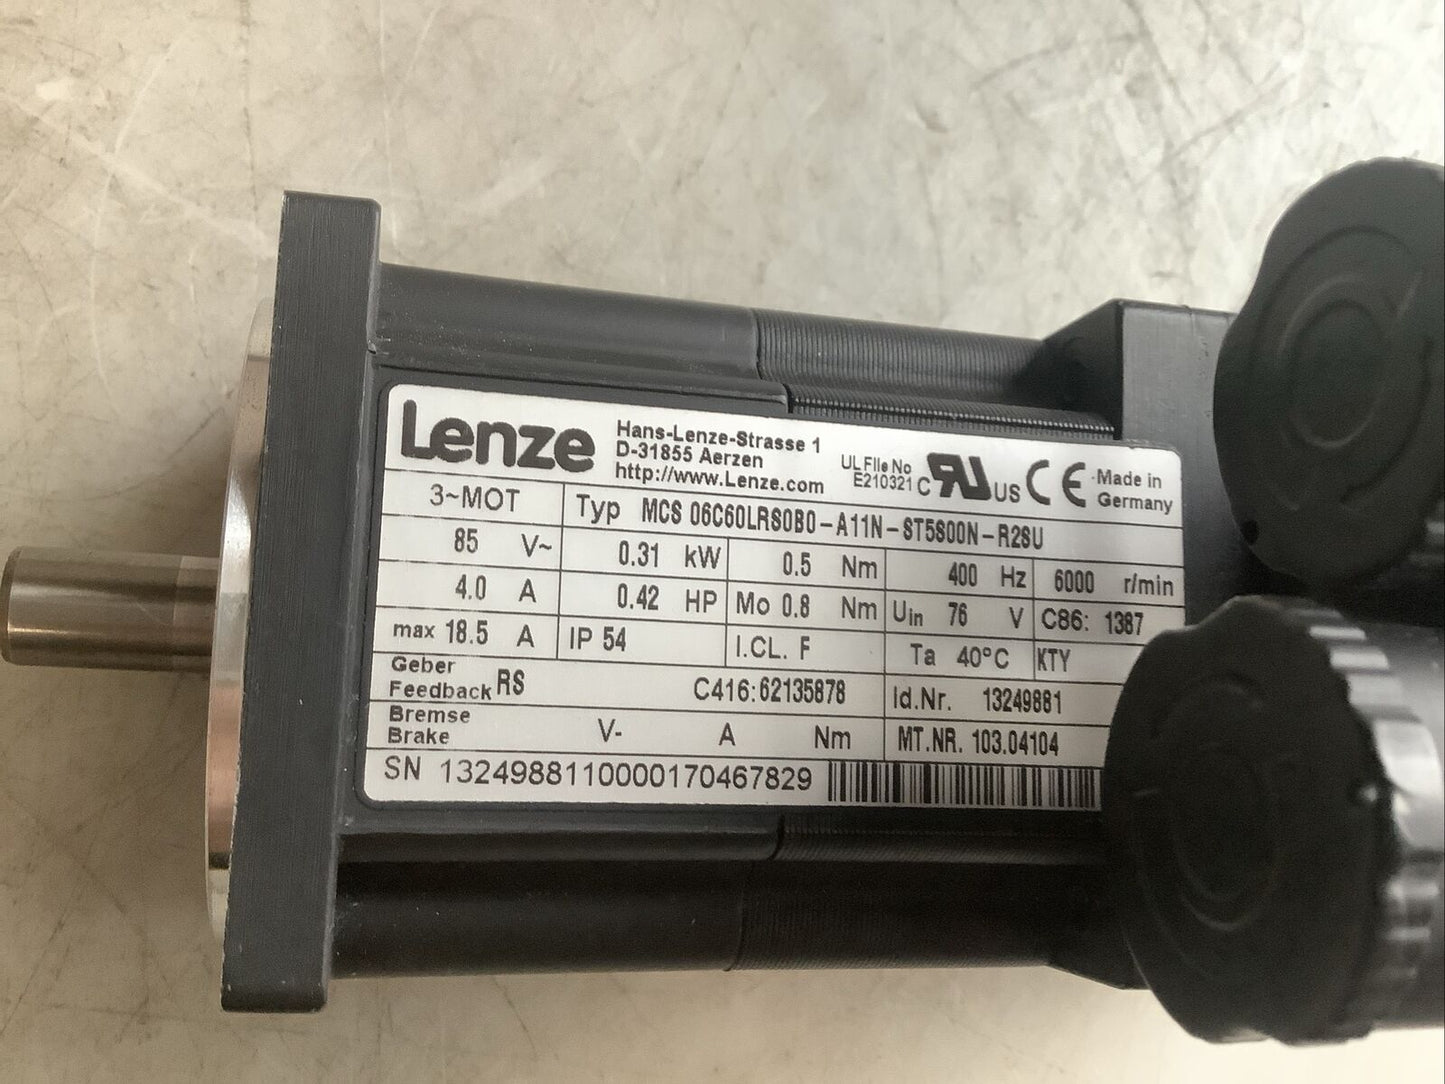 Lenze
Hans-Lenze-Strasse 1
D-31855 Aerzen
http://www.Lenze.com
UL File No
E210321
C RU US CE
Made in
Germany
3~MOT Typ MCS 06C60LRS0B0-A11N-ST5S00N-R2SU
85 V~ 0.31 kW 0.5 Nm 400 Hz 6000 r/min
4.0 A 0.42 HP Mo 0.8 Nm Uin 76 V C86: 1387
max 18.5 A IP 54 I.CL. F Ta 40°C KTY
Geber
Feedback RS C416:62135878 Id.Nr. 13249881
Bremse
Brake V- A Nm MT.NR. 103.04104
SN 1324988110000170467829